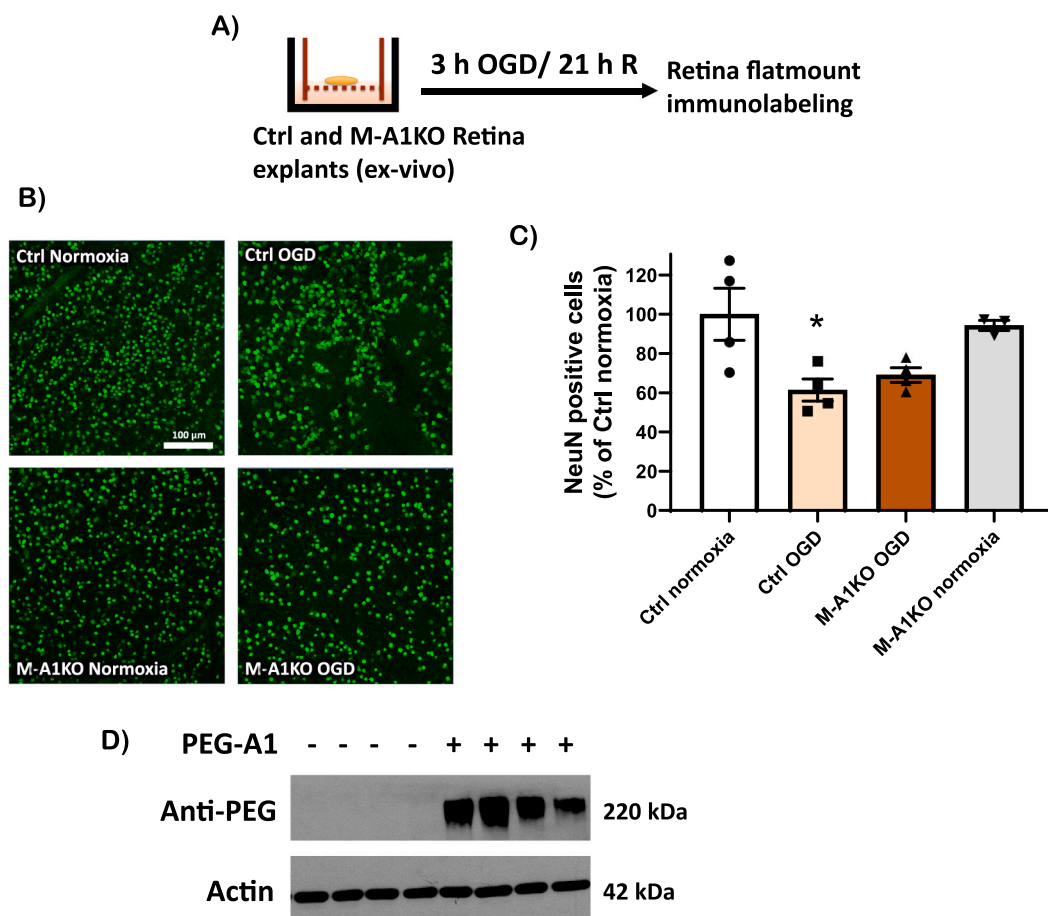 A)
3 h OGD/ 21 h R
Retina flatmount
immunolabeling
Ctrl and M-A1KO Retina
explants (ex-vivo)
B)
Ctrl Normoxia
Ctrl OGD
100 µm
M-A1KO Normoxia
M-A1KO OGD
C)
NeuN positive cells
(% of Ctrl normoxia)
120
100
80
60
40
20
0
*
Ctrl normoxia
Ctrl OGD
M-A1KO OGD
M-A1KO normoxia
D)
PEG-A1 - - - - + + + +
Anti-PEG 220 kDa
Actin 42 kDa